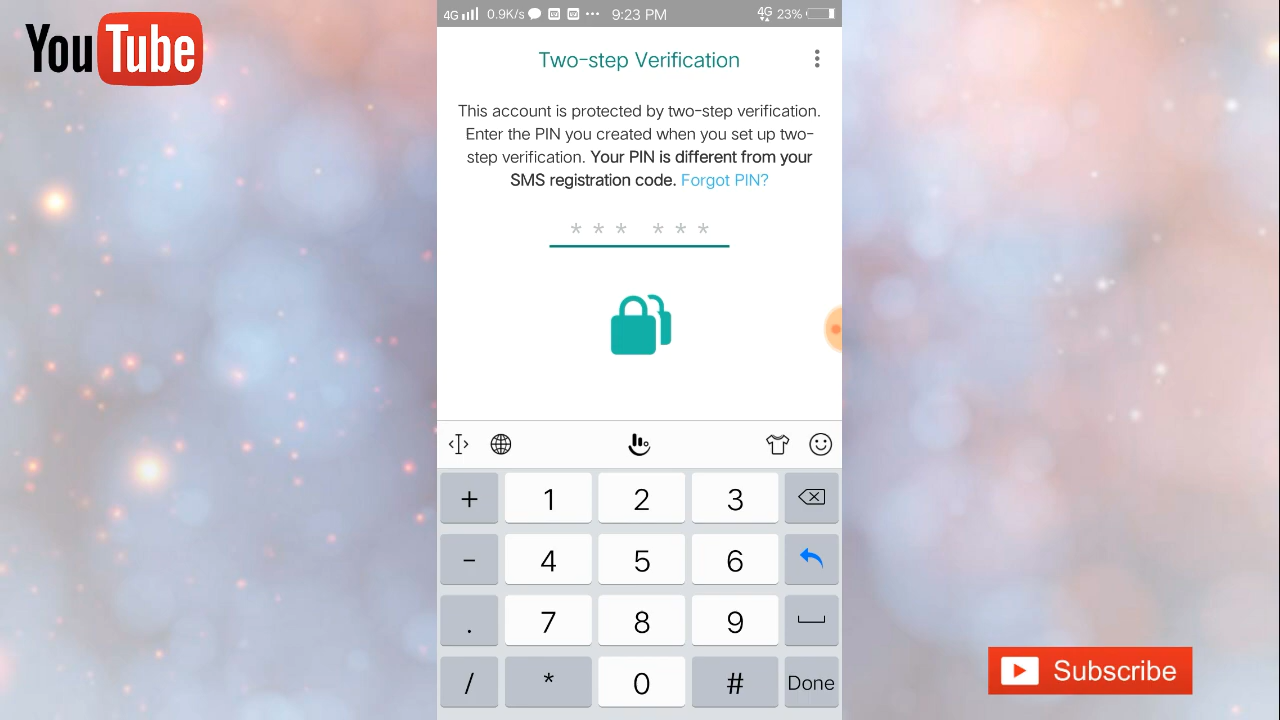 YouTube
4G 0.9K/s 9:23 PM 4G 23%
Two-step Verification
This account is protected by two-step verification.
Enter the PIN you created when you set up two-
step verification. Your PIN is different from your
SMS registration code. Forgot PIN?
* * * * * *
+ 1 2 3
- 4 5 6
. 7 8 9
/ * 0 # Done
Subscribe